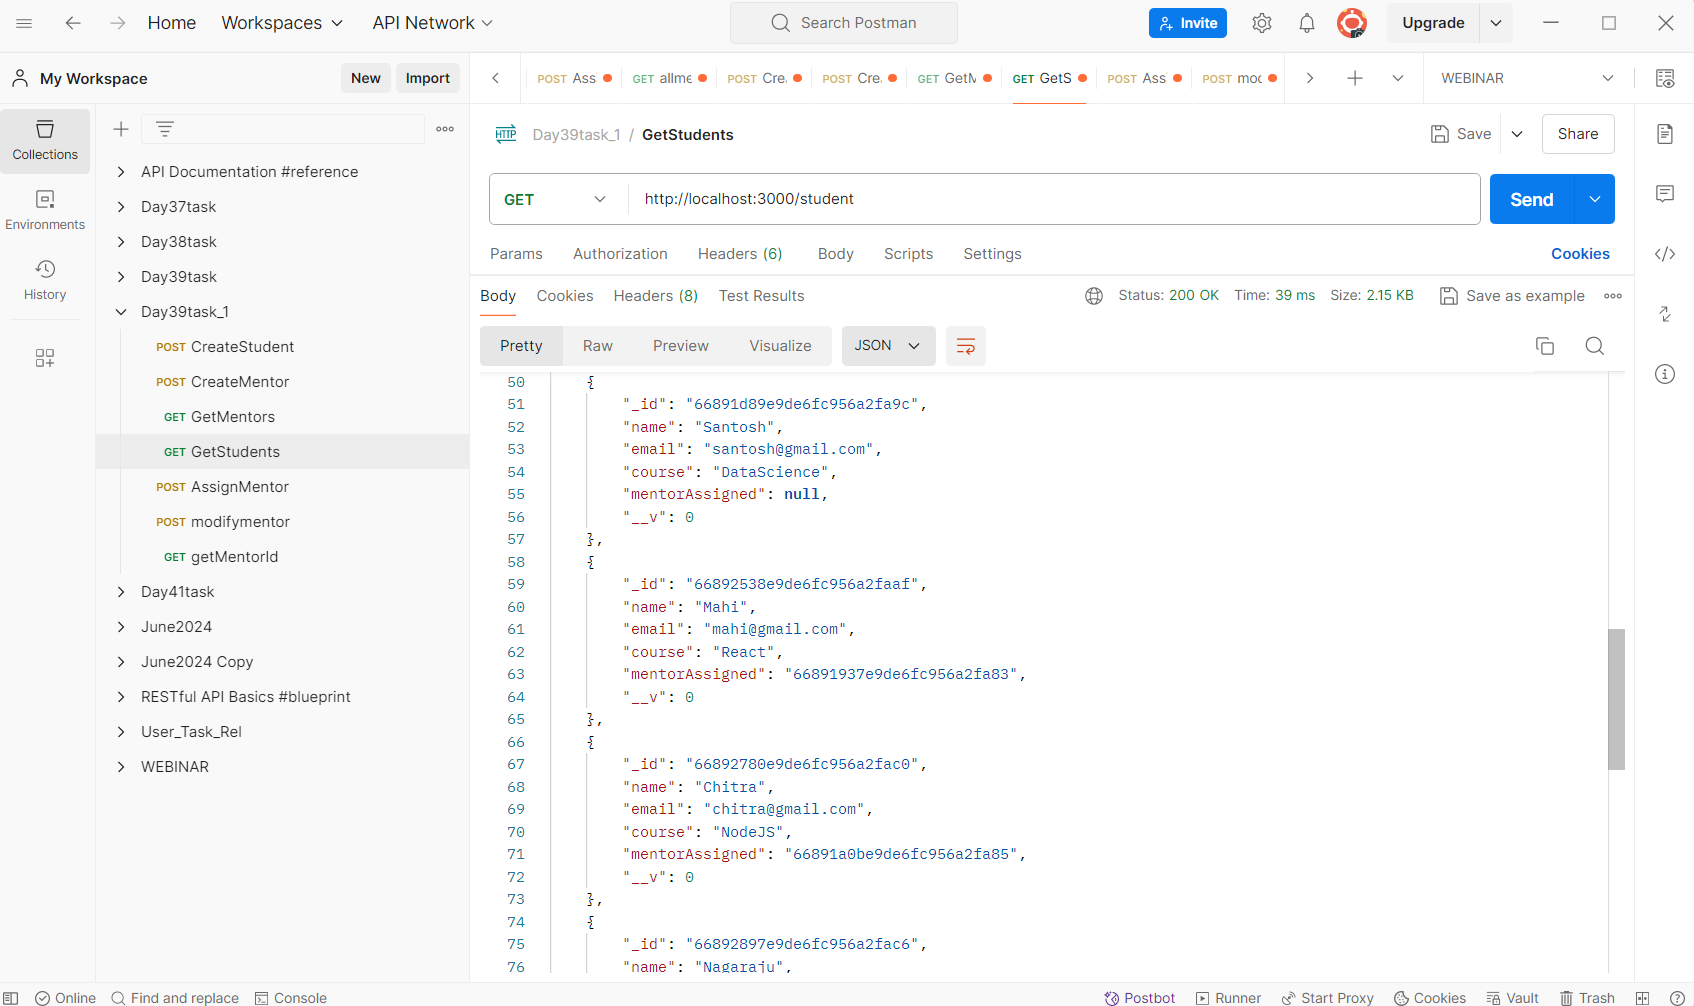 Home Workspaces API Network Search Postman Invite Upgrade
My Workspace New Import POST Ass GET allme POST Cre POST Cre GET GetM GET GetS POST Ass POST mod WEBINAR
Collections
Environments
History
API Documentation #reference
Day37task
Day38task
Day39task
Day39task_1
POST CreateStudent
POST CreateMentor
GET GetMentors
GET GetStudents
POST AssignMentor
POST modifymentor
GET getMentorId
Day41task
June2024
June2024 Copy
RESTful API Basics #blueprint
User_Task_Rel
WEBINAR
HTTP Day39task_1 / GetStudents Save Share
GET http://localhost:3000/student Send
Params Authorization Headers (6) Body Scripts Settings Cookies
Body Cookies Headers (8) Test Results Status: 200 OK Time: 39 ms Size: 2.15 KB Save as example
Pretty Raw Preview Visualize JSON
50 {
51 "_id": "66891d89e9de6fc956a2fa9c",
52 "name": "Santosh",
53 "email": "santosh@gmail.com",
54 "course": "DataScience",
55 "mentorAssigned": null,
56 "__v": 0
57 },
58 {
59 "_id": "66892538e9de6fc956a2faaf",
60 "name": "Mahi",
61 "email": "mahi@gmail.com",
62 "course": "React",
63 "mentorAssigned": "66891937e9de6fc956a2fa83",
64 "__v": 0
65 },
66 {
67 "_id": "66892780e9de6fc956a2fac0",
68 "name": "Chitra",
69 "email": "chitra@gmail.com",
70 "course": "NodeJS",
71 "mentorAssigned": "66891a0be9de6fc956a2fa85",
72 "__v": 0
73 },
74 {
75 "_id": "66892897e9de6fc956a2fac6",
76 "name": "Nagaraju",
Online Find and replace Console Postbot Runner Start Proxy Cookies Vault Trash